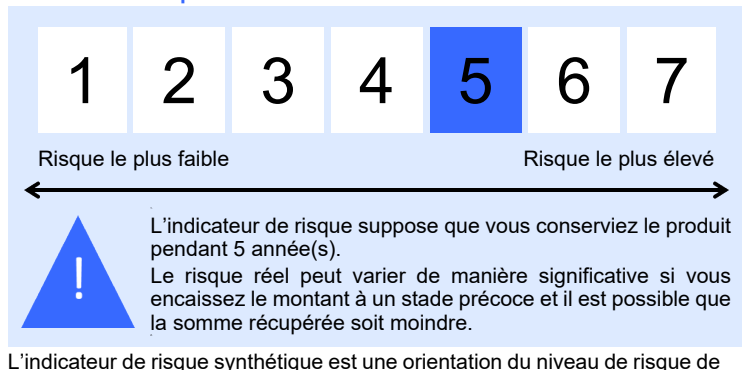 1 2 3 4 5 6 7
Risque le plus faible Risque le plus élevé
!
L'indicateur de risque suppose que vous conserviez le produit
pendant 5 année(s).
Le risque réel peut varier de manière significative si vous
encaissez le montant à un stade précoce et il est possible que
la somme récupérée soit moindre.
L'indicateur de risque synthétique est une orientation du niveau de risque de